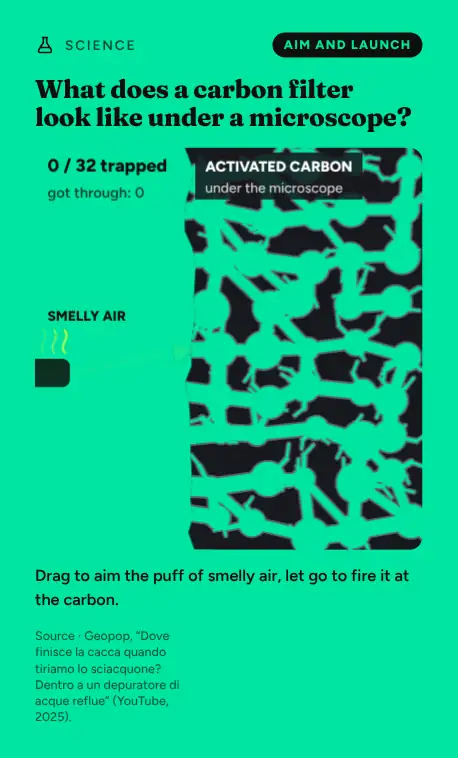 SCIENCE
AIM AND LAUNCH
What does a carbon filter
look like under a microscope?
0 / 32 trapped
got through: 0
ACTIVATED CARBON
under the microscope
SMELLY AIR
Drag to aim the puff of smelly air, let go to fire it at
the carbon.
Source · Geopop, "Dove
finisce la cacca quando
tiriamo lo sciacquone?
Dentro a un depuratore di
acque reflue" (YouTube,
2025).